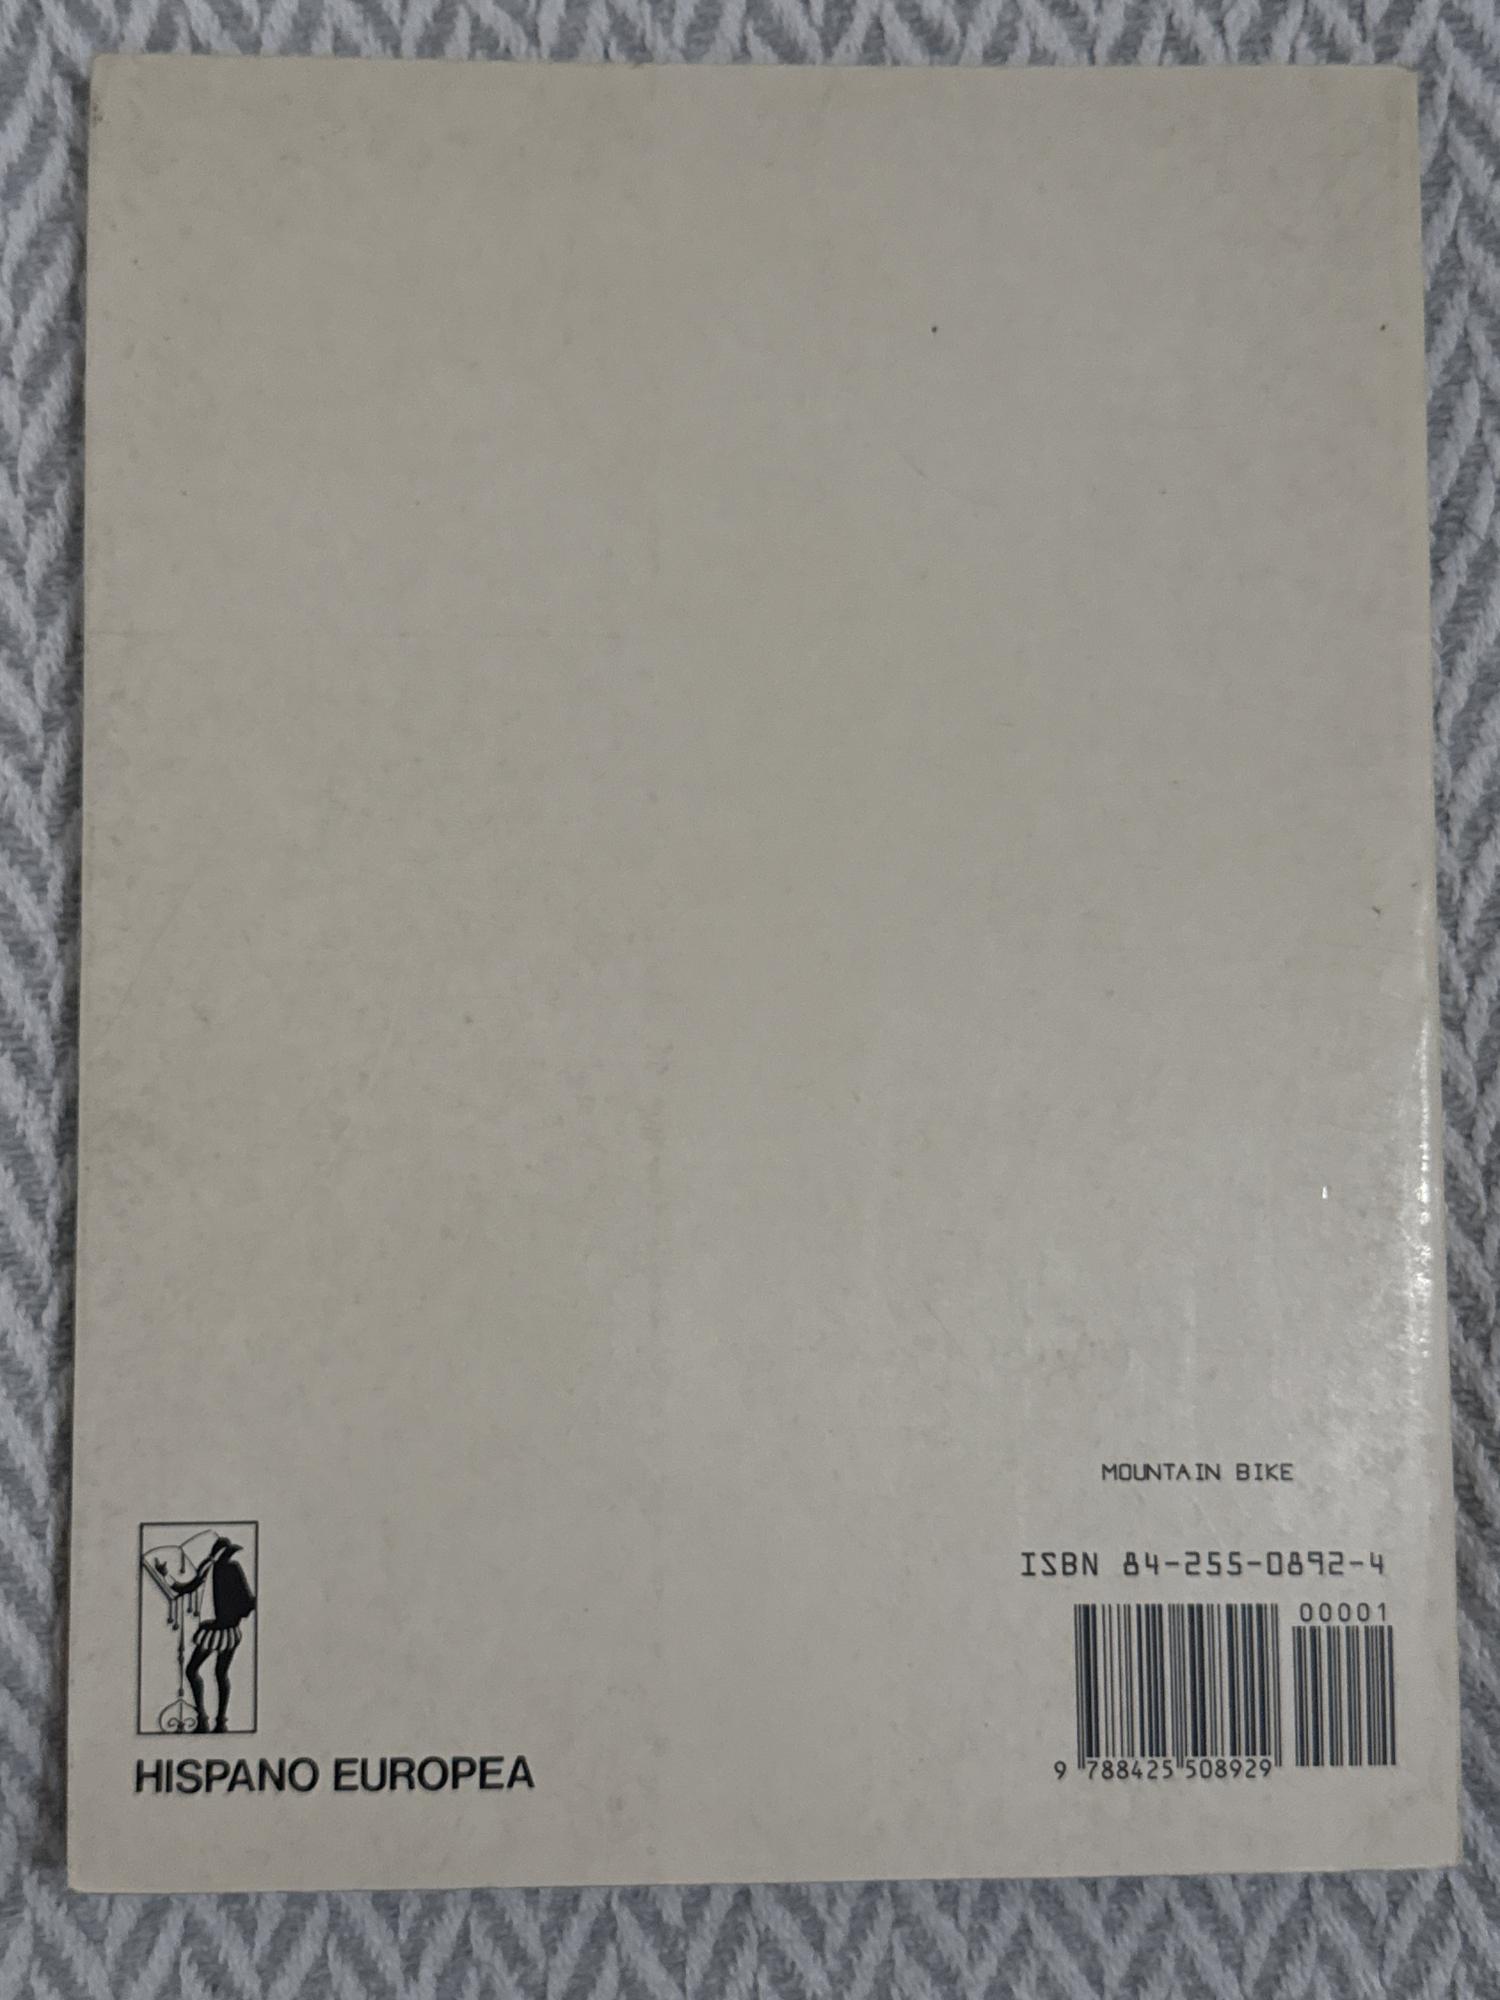 MOUNTAIN BIKE
ISBN 84-255-0892-4
00001
9 788425 508929
HISPANO EUROPEA